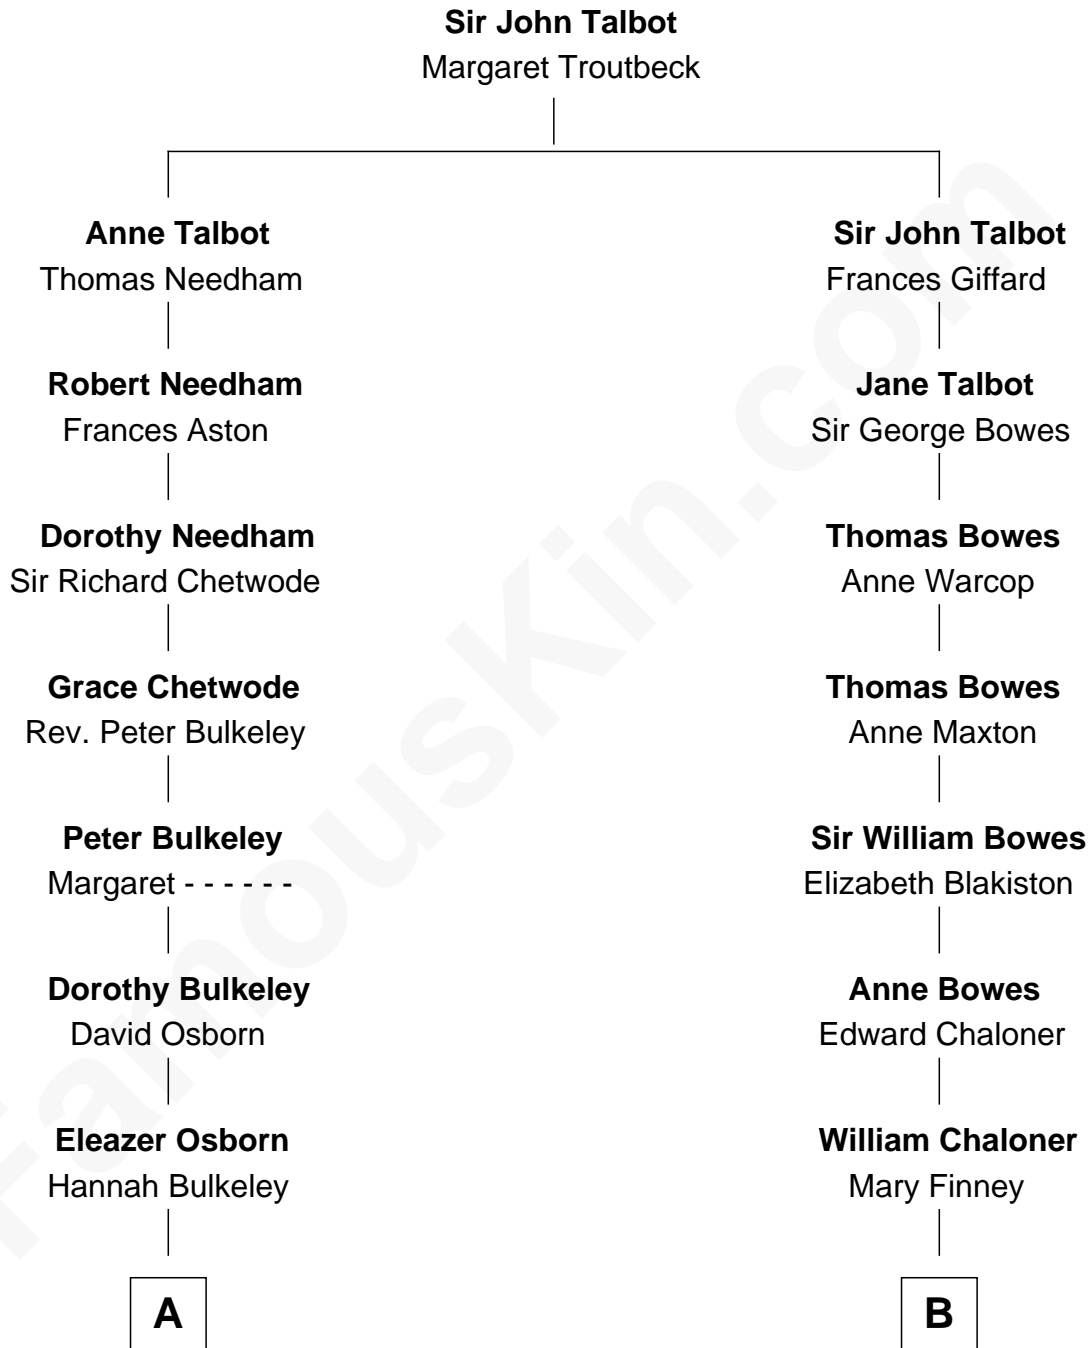 Sir John Talbot
Margaret Troutbeck
Anne Talbot
Thomas Needham
Sir John Talbot
Frances Giffard
Robert Needham
Frances Aston
Jane Talbot
Sir George Bowes
Dorothy Needham
Sir Richard Chetwode
Thomas Bowes
Anne Warcop
Grace Chetwode
Rev. Peter Bulkeley
Thomas Bowes
Anne Maxton
Peter Bulkeley
Margaret - - - - - -
Sir William Bowes
Elizabeth Blakiston
Dorothy Bulkeley
David Osborn
Anne Bowes
Edward Chaloner
Eleazer Osborn
Hannah Bulkeley
William Chaloner
Mary Finney
A
B
FamousKin.com